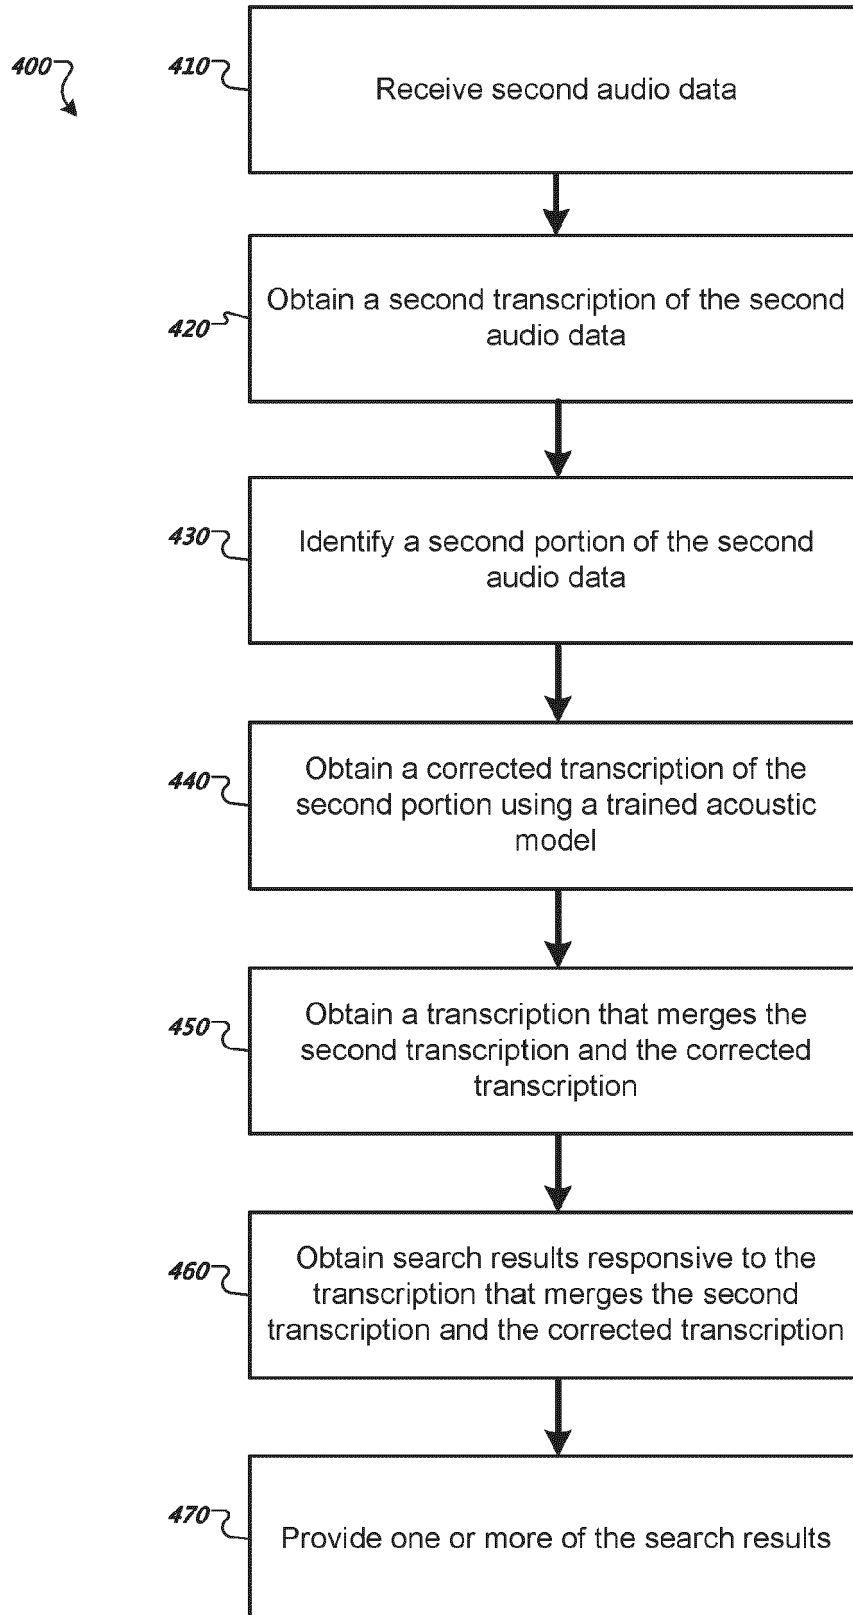 400
410
Receive second audio data
420
Obtain a second transcription of the second
audio data
430
Identify a second portion of the second
audio data
440
Obtain a corrected transcription of the
second portion using a trained acoustic
model
450
Obtain a transcription that merges the
second transcription and the corrected
transcription
460
Obtain search results responsive to the
transcription that merges the second
transcription and the corrected transcription
470
Provide one or more of the search results